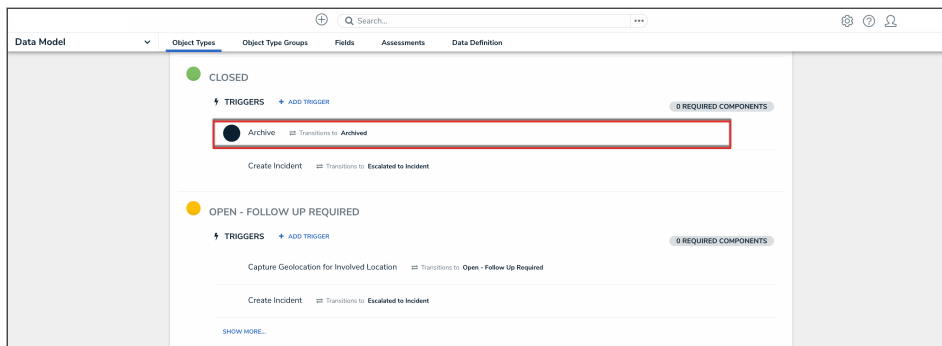 Search...
Data Model
Object Types Object Type Groups Fields Assessments Data Definition
CLOSED
TRIGGERS + ADD TRIGGER
0 REQUIRED COMPONENTS
Archive Transitions to Archived
Create Incident Transitions to Escalated to Incident
OPEN - FOLLOW UP REQUIRED
TRIGGERS + ADD TRIGGER
0 REQUIRED COMPONENTS
Capture Geolocation for Involved Location Transitions to Open - Follow Up Required
Create Incident Transitions to Escalated to Incident
SHOW MORE...